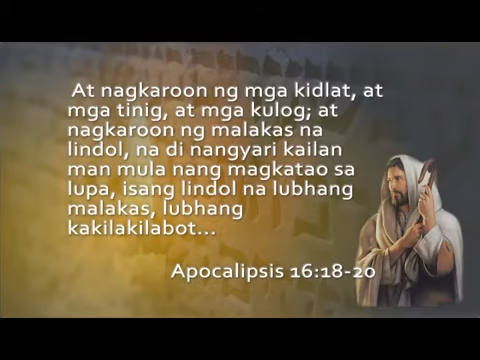 At nagkaroon ng mga kidlat, at
mga tinig, at mga kulog; at
nagkaroon ng malakas na
lindol, na di nangyari kailan
man mula nang magkatao sa
lupa, isang lindol na lubhang
malakas, lubhang
kakilakilabot...
Apocalipsis 16:18-20